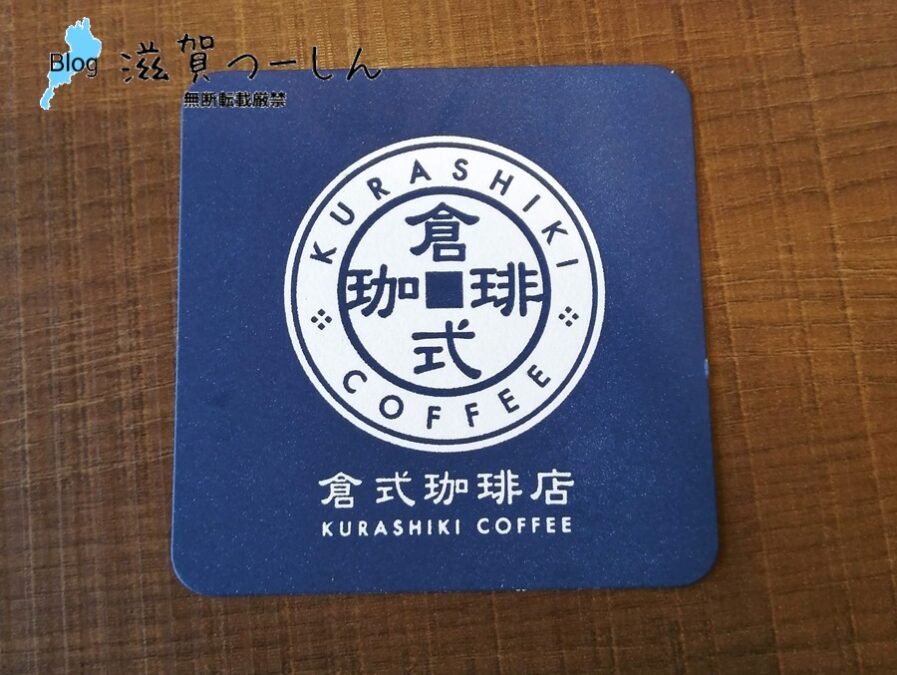 Blog 滋賀つーしん
無断転載厳禁
KURASHIKI
倉
珈 琲
式
COFFEE
倉式珈琲店
KURASHIKI COFFEE